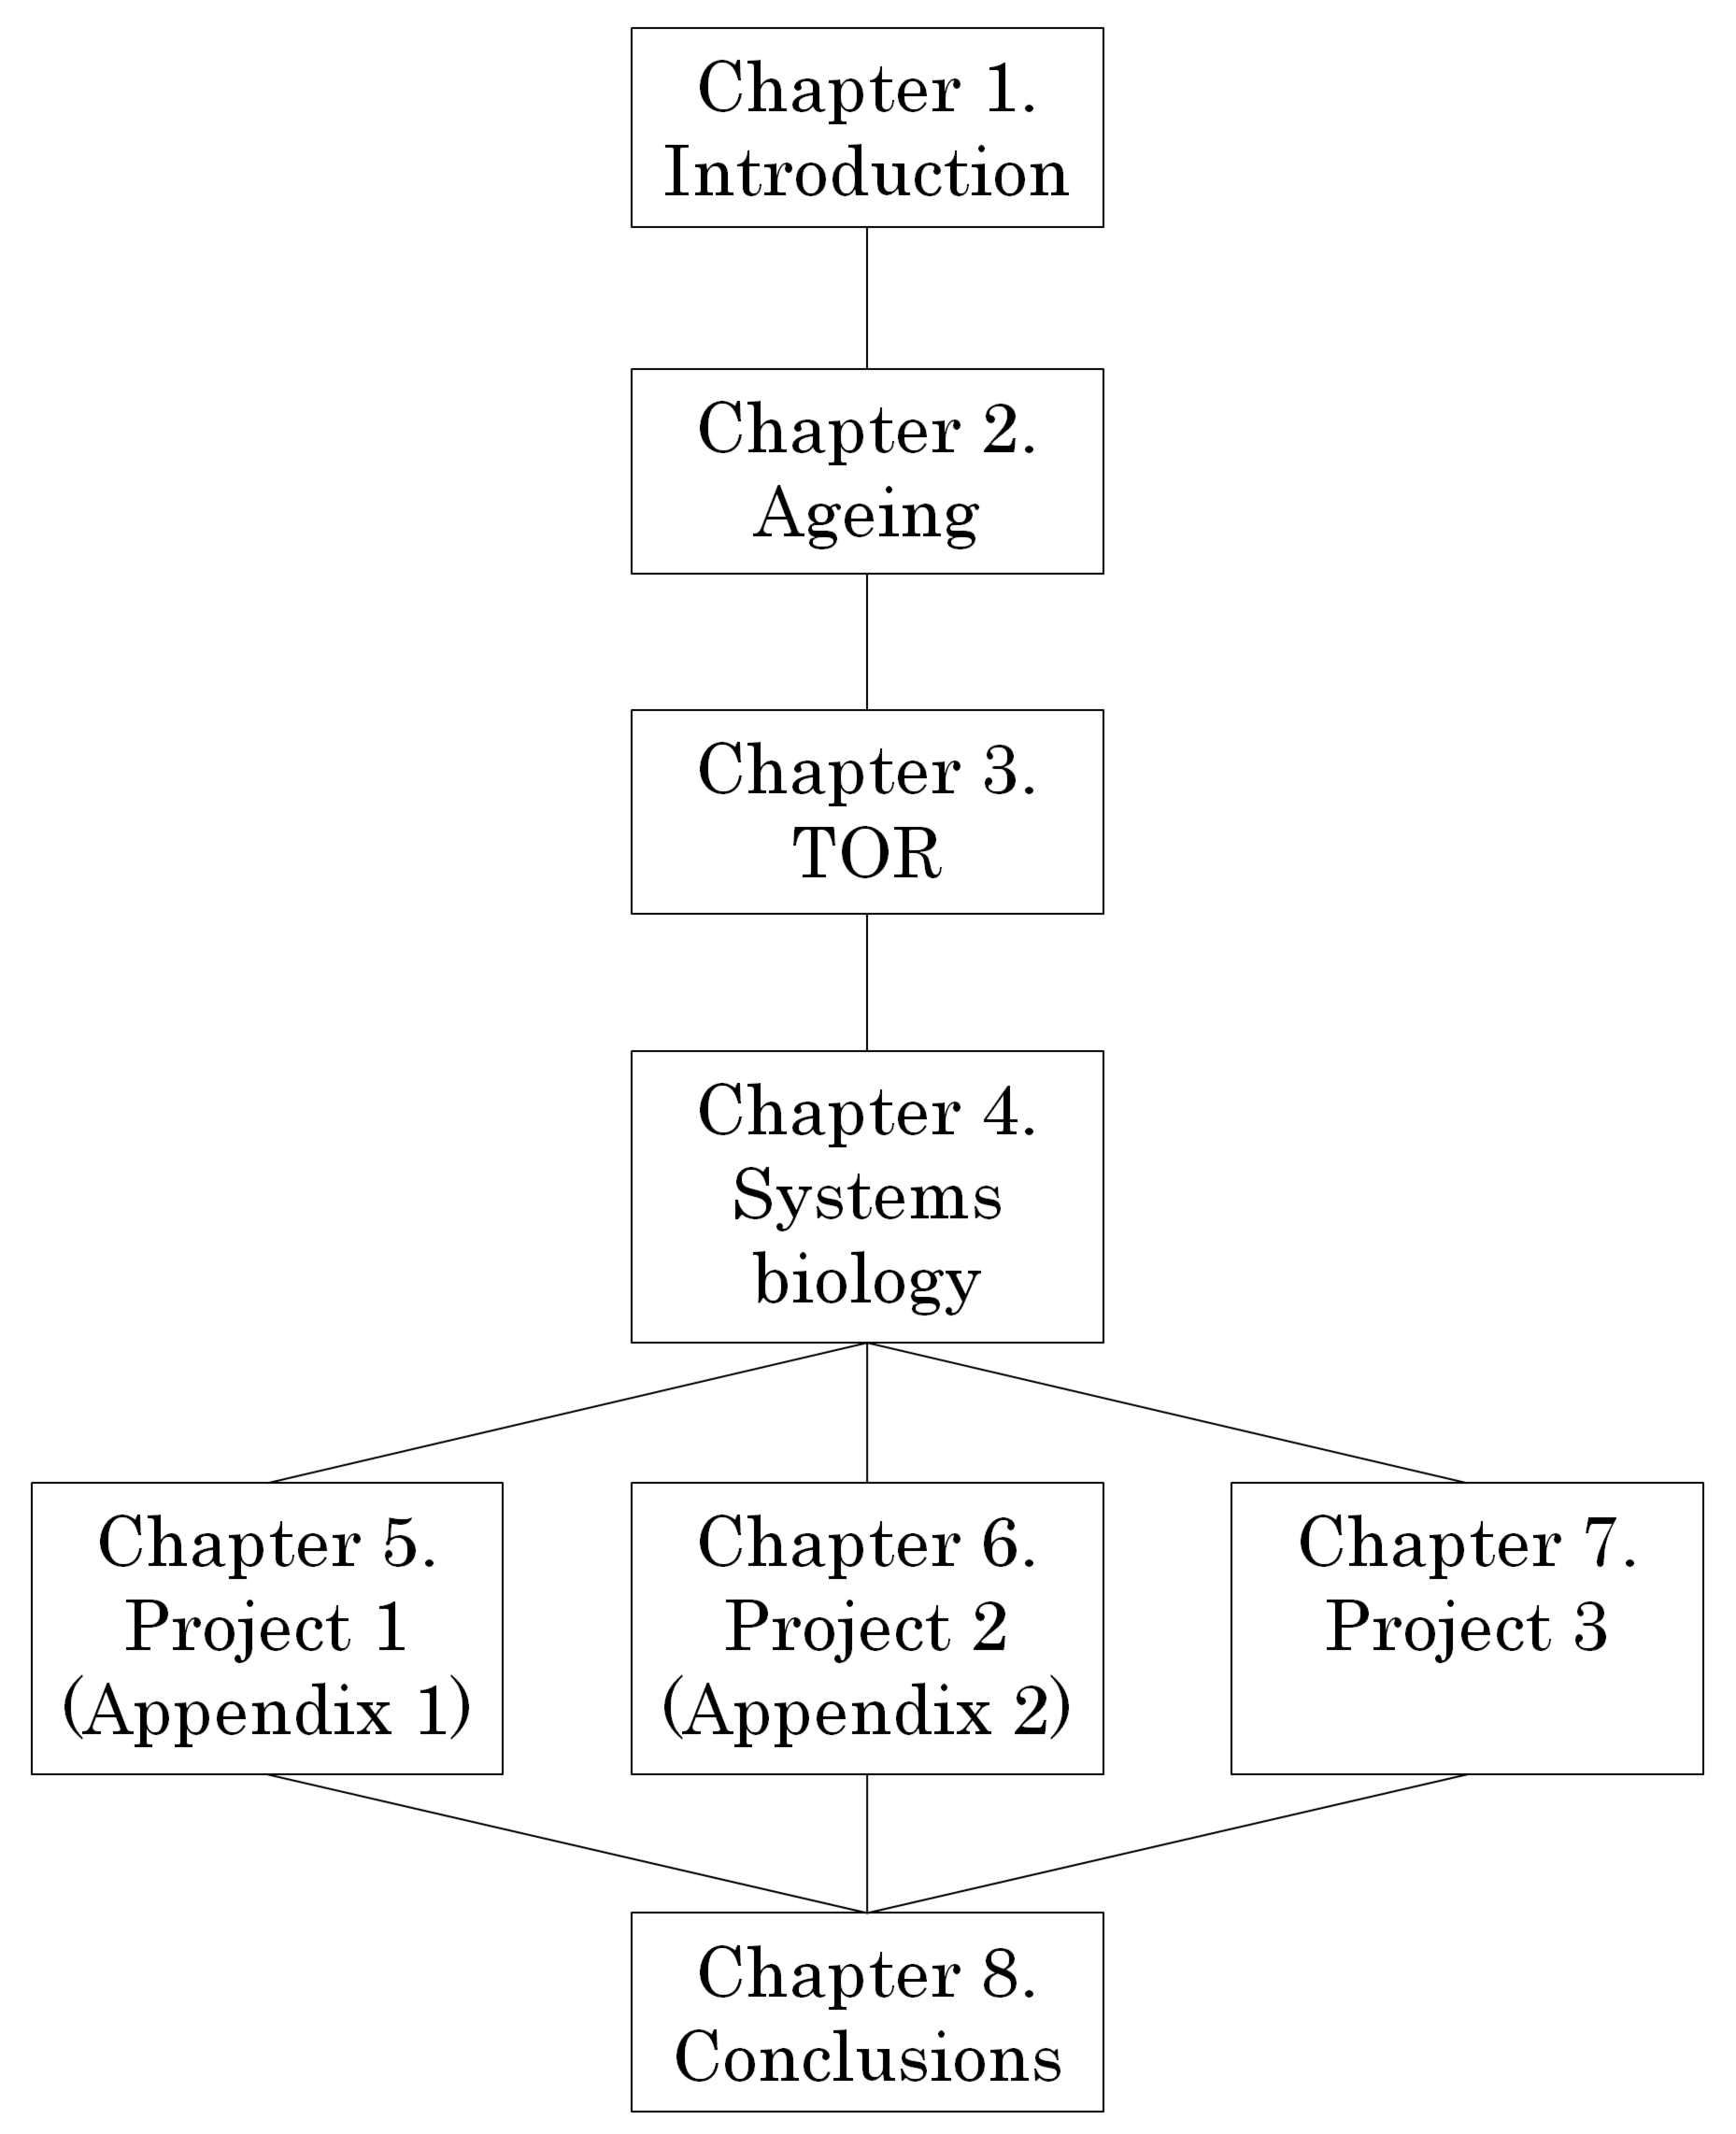 Chapter 1.
Introduction
Chapter 2.
Ageing
Chapter 3.
TOR
Chapter 4.
Systems
biology
Chapter 5.
Project 1
(Appendix 1)
Chapter 6.
Project 2
(Appendix 2)
Chapter 7.
Project 3
Chapter 8.
Conclusions